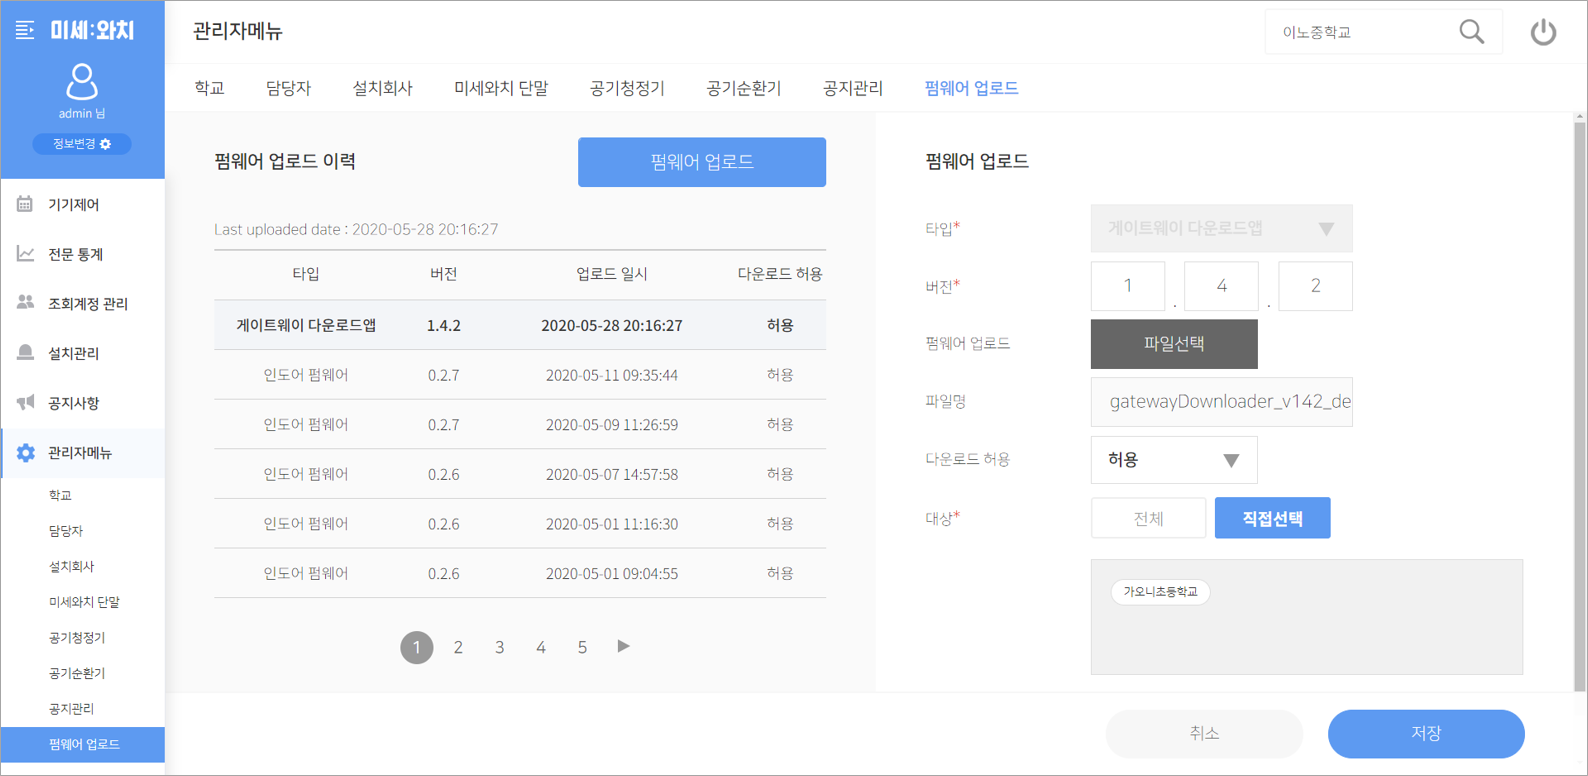 미세:와치
admin 님
정보변경
기기제어
전문 통계
조회계정 관리
설치관리
공지사항
관리자메뉴
학교
담당자
설치회사
미세와치 단말
공기청정기
공기순환기
공지관리
펌웨어 업로드
관리자메뉴
이노중학교
학교 담당자 설치회사 미세와치 단말 공기청정기 공기순환기 공지관리 펌웨어 업로드
펌웨어 업로드 이력
펌웨어 업로드
Last uploaded date : 2020-05-28 20:16:27
타입 버전 업로드 일시 다운로드 허용
게이트웨이 다운로드앱 1.4.2 2020-05-28 20:16:27 허용
인도어 펌웨어 0.2.7 2020-05-11 09:35:44 허용
인도어 펌웨어 0.2.7 2020-05-09 11:26:59 허용
인도어 펌웨어 0.2.6 2020-05-07 14:57:58 허용
인도어 펌웨어 0.2.6 2020-05-01 11:16:30 허용
인도어 펌웨어 0.2.6 2020-05-01 09:04:55 허용
1 2 3 4 5 ▶
펌웨어 업로드
타입* 게이트웨이 다운로드앱 ▼
버전* 1 . 4 . 2
펌웨어 업로드 파일선택
파일명 gatewayDownloader_v142_de
다운로드 허용 허용 ▼
대상* 전체 직접선택
가오니초등학교
취소 저장